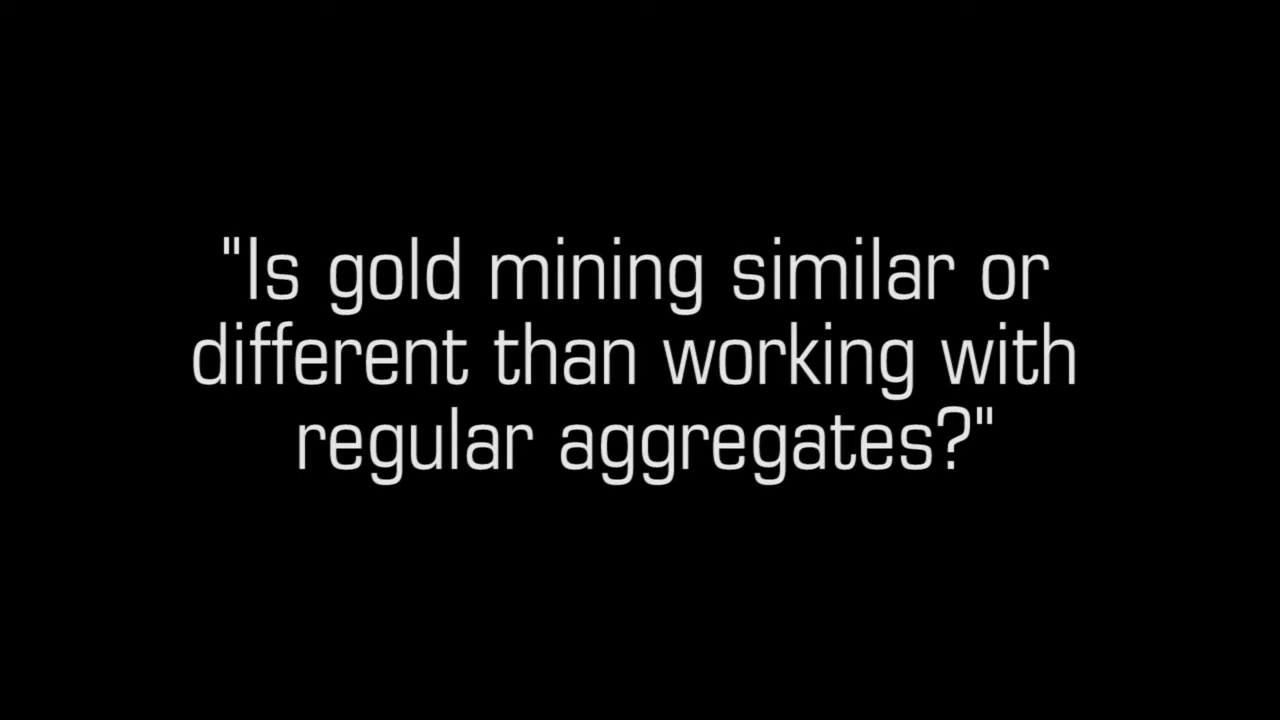 "Is gold mining similar or
different than working with
regular aggregates?"